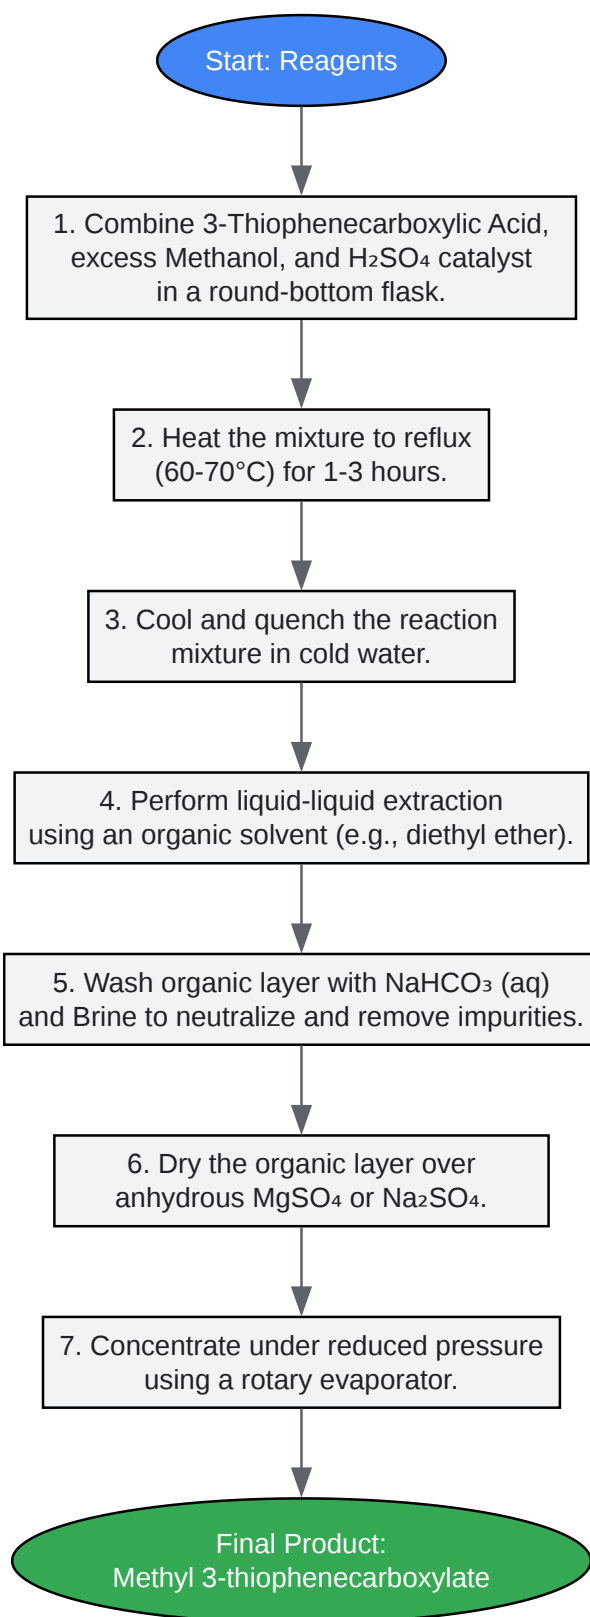 Start: Reagents
1. Combine 3-Thiophenecarboxylic Acid,
excess Methanol, and H₂SO₄ catalyst
in a round-bottom flask.
2. Heat the mixture to reflux
(60-70°C) for 1-3 hours.
3. Cool and quench the reaction
mixture in cold water.
4. Perform liquid-liquid extraction
using an organic solvent (e.g., diethyl ether).
5. Wash organic layer with NaHCO₃ (aq)
and Brine to neutralize and remove impurities.
6. Dry the organic layer over
anhydrous MgSO₄ or Na₂SO₄.
7. Concentrate under reduced pressure
using a rotary evaporator.
Final Product:
Methyl 3-thiophenecarboxylate